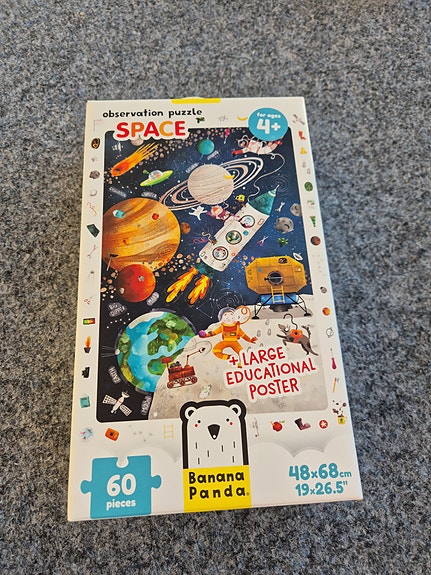 observation puzzle
SPACE
for ages
4+
+ LARGE
EDUCATIONAL
POSTER
60
pieces
Banana
Panda®
48x68cm
19x26.5"